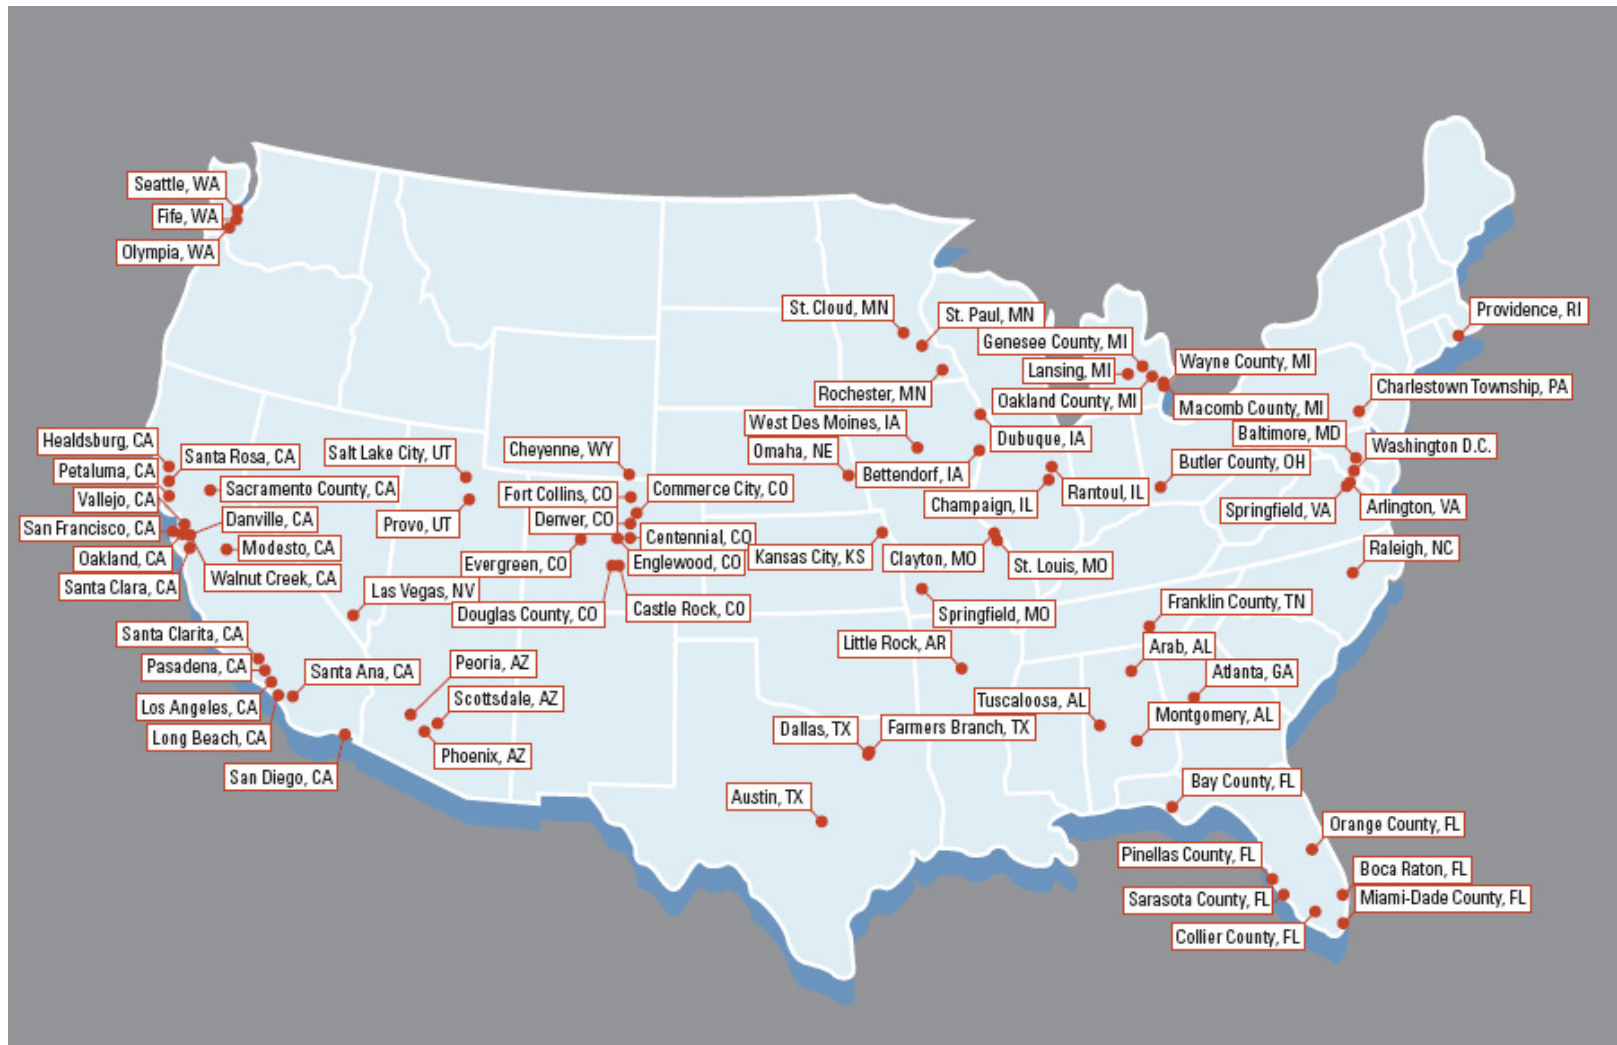 Seattle, WA
Fife, WA
Olympia, WA
St. Cloud, MN
St. Paul, MN
Providence, RI
Genesee County, MI
Wayne County, MI
Lansing, MI
Rochester, MN
Oakland County, MI
Macomb County, MI
Charlestown Township, PA
West Des Moines, IA
Dubuque, IA
Baltimore, MD
Washington D.C.
Healdsburg, CA
Santa Rosa, CA
Salt Lake City, UT
Cheyenne, WY
Omaha, NE
Bettendorf, IA
Butler County, OH
Petaluma, CA
Sacramento County, CA
Fort Collins, CO
Commerce City, CO
Champaign, IL
Rantoul, IL
Vallejo, CA
Danville, CA
Provo, UT
Denver, CO
Springfield, VA
Arlington, VA
San Francisco, CA
Centennial, CO
Oakland, CA
Modesto, CA
Evergreen, CO
Englewood, CO
Kansas City, KS
Clayton, MO
St. Louis, MO
Raleigh, NC
Santa Clara, CA
Walnut Creek, CA
Las Vegas, NV
Douglas County, CO
Castle Rock, CO
Springfield, MO
Franklin County, TN
Santa Clarita, CA
Little Rock, AR
Arab, AL
Pasadena, CA
Santa Ana, CA
Peoria, AZ
Atlanta, GA
Los Angeles, CA
Scottsdale, AZ
Tuscaloosa, AL
Montgomery, AL
Long Beach, CA
Phoenix, AZ
Dallas, TX
Farmers Branch, TX
San Diego, CA
Bay County, FL
Austin, TX
Orange County, FL
Pinellas County, FL
Boca Raton, FL
Sarasota County, FL
Miami-Dade County, FL
Collier County, FL